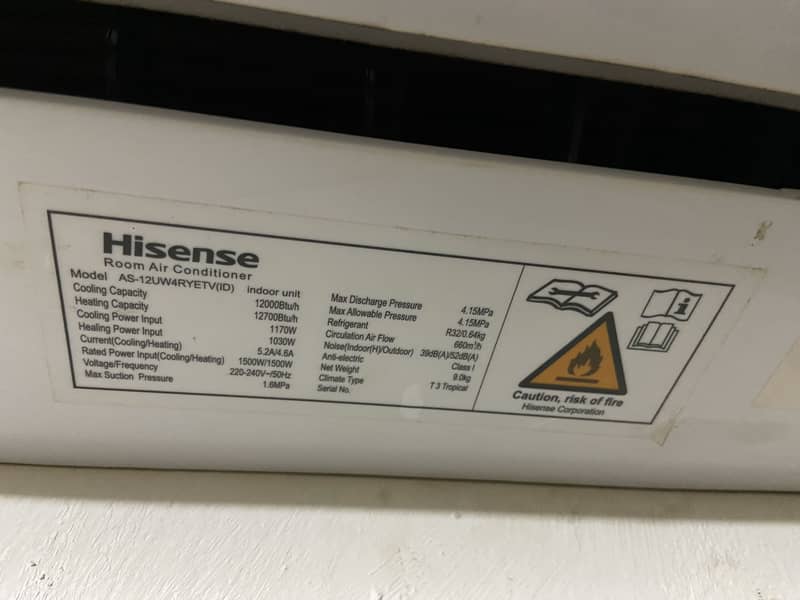 Hisense
Room Air Conditioner
Model AS-12UW4RYETV(ID) indoor unit
Cooling Capacity 12000Btu/h
Heating Capacity 12700Btu/h
Cooling Power Input 1170W
Healing Power Input 1030W
Current(Cooling/Heating) 5.2A/4.6A
Rated Power Input(Cooling/Heating) 1500W/1500W
Voltage/Frequency 220-240V~/50Hz
Max Suction Pressure 1.6MPa
Max Discharge Pressure 4.15MPa
Max Allowable Pressure 4.15MPa
Refrigerant R32/0.64kg
Circulation Air Flow 660m³/h
Noise(Indoor(H)/Outdoor) 39dB(A)/52dB(A)
Anti-electric Class I
Net Weight 9.0kg
Climate Type T3 Tropical
Serial No.
Caution, risk of fire
Hisense Corporation